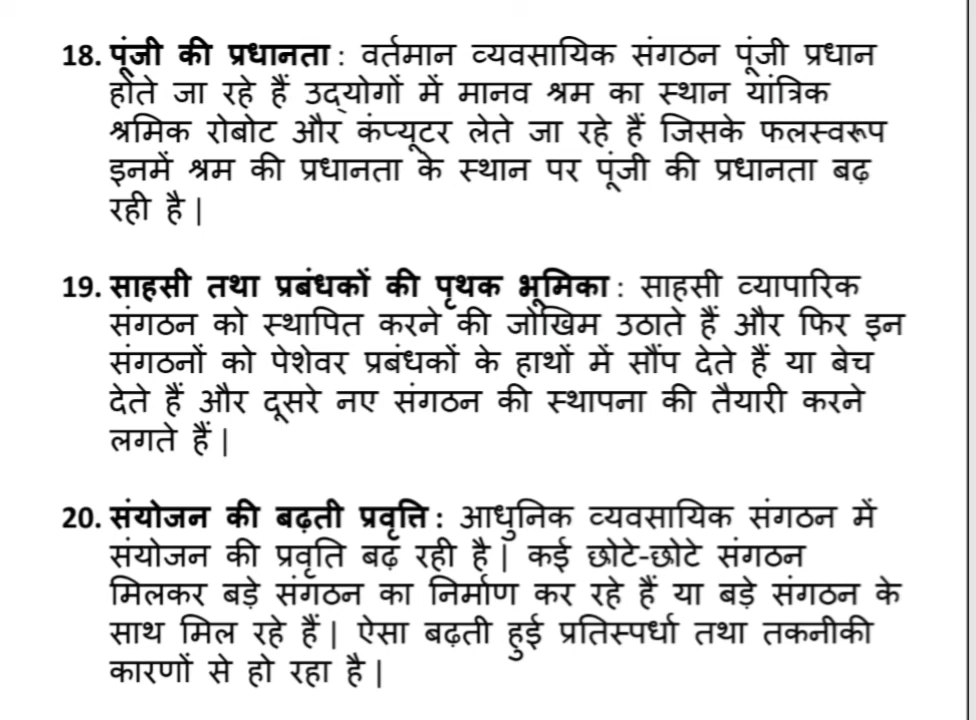 18. पूंजी की प्रधानता : वर्तमान व्यवसायिक संगठन पूंजी प्रधान
होते जा रहे हैं उद्योगों में मानव श्रम का स्थान यांत्रिक
श्रमिक रोबोट और कंप्यूटर लेते जा रहे हैं जिसके फलस्वरूप
इनमें श्रम की प्रधानता के स्थान पर पूंजी की प्रधानता बढ़
रही है |
19. साहसी तथा प्रबंधकों की पृथक भूमिका : साहसी व्यापारिक
संगठन को स्थापित करने की जोखिम उठाते हैं और फिर इन
संगठनों को पेशेवर प्रबंधकों के हाथों में सौंप देते हैं या बेच
देते हैं और दूसरे नए संगठन की स्थापना की तैयारी करने
लगते हैं |
20. संयोजन की बढ़ती प्रवृत्ति : आधुनिक व्यवसायिक संगठन में
संयोजन की प्रवृति बढ़ रही है | कई छोटे-छोटे संगठन
मिलकर बड़े संगठन का निर्माण कर रहे हैं या बड़े संगठन के
साथ मिल रहे हैं | ऐसा बढ़ती हुई प्रतिस्पर्धा तथा तकनीकी
कारणों से हो रहा है |